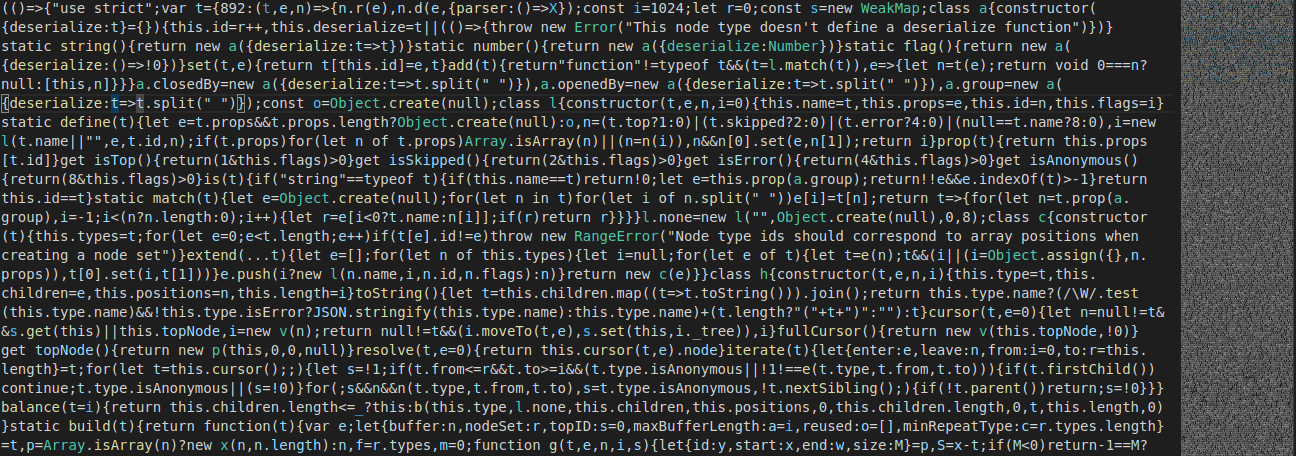 (()=>{"use strict";var t={892:(t,e,n)=>{n.r(e),n.d(e,{parser:()=>X});const i=1024;let r=0;const s=new WeakMap;class a{constructor(
{deserialize:t}={}){this.id=r++,this.deserialize=t||(()=>{throw new Error("This node type doesn't define a deserialize function")})}
static string(){return new a({deserialize:t=>t})}static number(){return new a({deserialize:Number})}static flag(){return new a(
{deserialize:()=>!0})}set(t,e){return t[this.id]=e,t}add(t){return"function"!=typeof t&&(t=l.match(t)),e=>{let n=t(e);return void 0===n?
null:[this,n]}}}a.closedBy=new a({deserialize:t=>t.split(" ")}),a.openedBy=new a({deserialize:t=>t.split(" ")}),a.group=new a(
{deserialize:t=>t.split(" ")});const o=Object.create(null);class l{constructor(t,e,n,i=0){this.name=t,this.props=e,this.id=n,this.flags=i}
static define(t){let e=t.props&&t.props.length?Object.create(null):o,n=(t.top?1:0)|(t.skipped?2:0)|(t.error?4:0)|(null==t.name?8:0),i=new
l(t.name||"",e,t.id,n);if(t.props)for(let n of t.props)Array.isArray(n)||(n=n(i)),n&&n[0].set(e,n[1]);return i}prop(t){return this.props
[t.id]}get isTop(){return(1&this.flags)>0}get isSkipped(){return(2&this.flags)>0}get isError(){return(4&this.flags)>0}get isAnonymous()
{return(8&this.flags)>0}is(t){if("string"==typeof t){if(this.name==t)return!0;let e=this.prop(a.group);return!!e&&e.indexOf(t)>-1}return
this.id==t}static match(t){let e=Object.create(null);for(let n in t)for(let i of n.split(" "))e[i]=t[n];return t=>{for(let n=t.prop(a.
group),i=-1;i<(n?n.length:0);i++){let r=e[i<0?t.name:n[i]];if(r)return r}}}}l.none=new l("",Object.create(null),0,8);class c{constructor
(t){this.types=t;for(let e=0;e<t.length;e++)if(t[e].id!=e)throw new RangeError("Node type ids should correspond to array positions when
creating a node set")}extend(...t){let e=[];for(let n of this.types){let i=null;for(let e of t){let t=e(n);t&&(i||(i=Object.assign({},n.
props)),t[0].set(i,t[1]))}e.push(i?new l(n.name,i,n.id,n.flags):n)}return new c(e)}}class h{constructor(t,e,n,i){this.type=t,this.
children=e,this.positions=n,this.length=i}toString(){let t=this.children.map((t=>t.toString())).join();return this.type.name?(/\W/.test
(this.type.name)&&!this.type.isError?JSON.stringify(this.type.name):this.type.name)+(t.length?"("+t+")":""):t}cursor(t,e=0){let n=null!=t&
&s.get(this)||this.topNode,i=new v(n);return null!=t&&(i.moveTo(t,e),s.set(this,i._tree)),i}fullCursor(){return new v(this.topNode,!0)}
get topNode(){return new p(this,0,0,null)}resolve(t,e=0){return this.cursor(t,e).node}iterate(t){let{enter:e,leave:n,from:i=0,to:r=this.
length}=t;for(let t=this.cursor();;){let s=!1;if(t.from<=r&&t.to>=i&&(t.type.isAnonymous||!1!==e(t.type,t.from,t.to))){if(t.firstChild())
continue;t.type.isAnonymous||(s=!0)}for(;s&&n&&n(t.type,t.from,t.to),s=t.type.isAnonymous,!t.nextSibling();){if(!t.parent())return;s=!0}}}
balance(t=i){return this.children.length<=_?this:b(this.type,l.none,this.children,this.positions,0,this.children.length,0,t,this.length,0)
}static build(t){return function(t){var e;let{buffer:n,nodeSet:r,topID:s=0,maxBufferLength:a=i,reused:o=[],minRepeatType:c=r.types.length}
=t,p=Array.isArray(n)?new x(n,n.length):n,f=r.types,m=0;function g(t,e,n,i,s){let{id:y,start:x,end:w,size:M}=p,S=x-t;if(M<0)return-1==M?